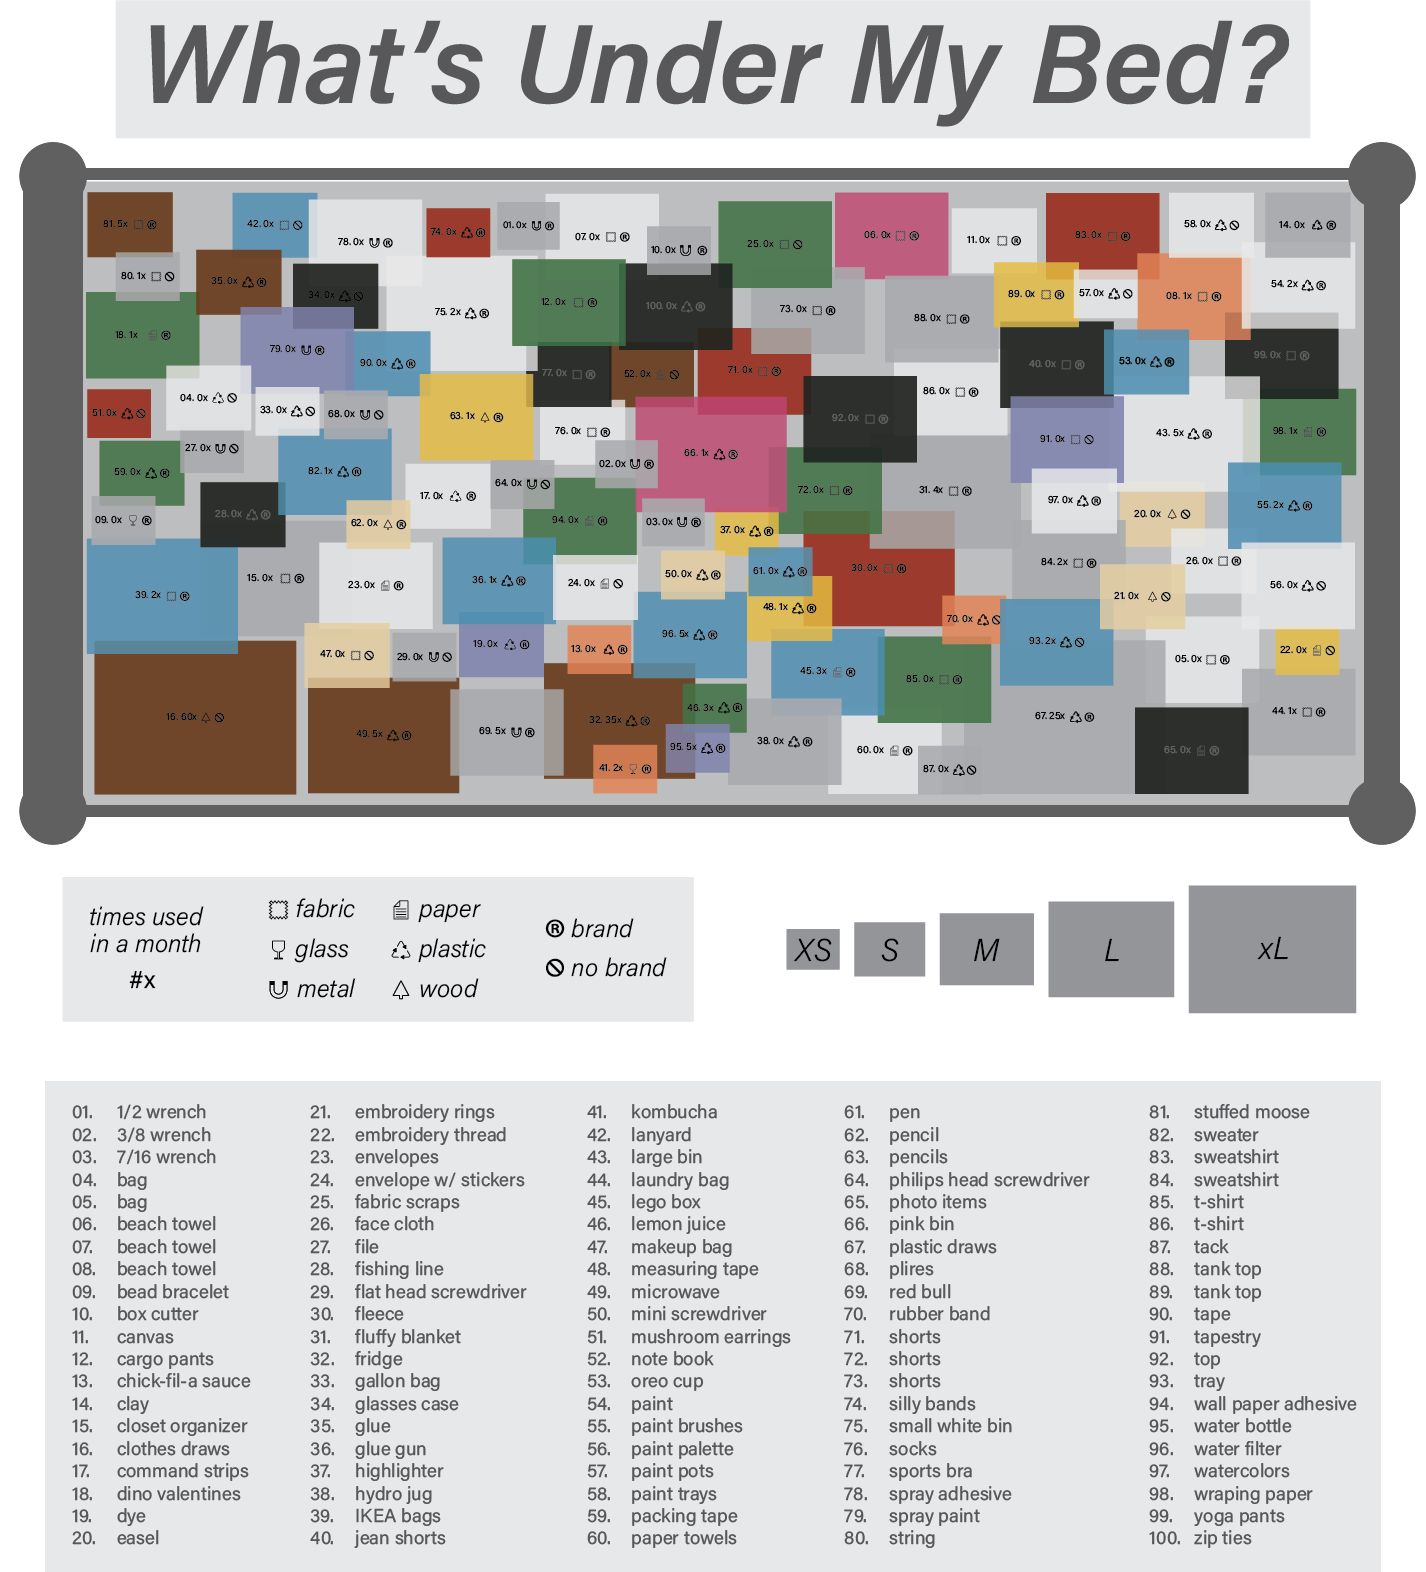 What's Under My Bed?
81. 5x
42. 0x
78. 0x
74. 0x
01. 0x
07. 0x
10. 0x
25. 0x
06. 0x
11. 0x
83. 0x
58. 0x
14. 0x
80. 1x
35. 0x
34. 0x
75. 2x
12. 0x
100. 0x
73. 0x
88. 0x
89. 0x
57. 0x
08. 1x
54. 2x
18. 1x
79. 0x
90. 0x
77. 0x
52. 0x
71. 0x
86. 0x
40. 0x
53. 0x
99. 0x
51. 0x
04. 0x
33. 0x
68. 0x
63. 1x
76. 0x
66. 1x
92. 0x
91. 0x
43. 5x
98. 1x
59. 0x
27. 0x
82. 1x
17. 0x
64. 0x
02. 0x
72. 0x
31. 4x
97. 0x
20. 0x
55. 2x
09. 0x
28. 0x
62. 0x
94. 0x
03. 0x
37. 0x
39. 2x
15. 0x
23. 0x
36. 1x
24. 0x
50. 0x
61. 0x
30. 0x
84. 2x
26. 0x
56. 0x
48. 1x
70. 0x
21. 0x
47. 0x
29. 0x
19. 0x
13. 0x
96. 5x
45. 3x
85. 0x
93. 2x
05. 0x
22. 0x
16. 60x
49. 5x
69. 5x
32. 35x
46. 3x
95. 5x
38. 0x
60. 0x
67. 25x
65. 0x
44. 1x
41. 2x
87. 0x
times used
in a month
#x
fabric
glass
metal
paper
plastic
wood
® brand
no brand
XS
S
M
L
xL
01. 1/2 wrench
02. 3/8 wrench
03. 7/16 wrench
04. bag
05. bag
06. beach towel
07. beach towel
08. beach towel
09. bead bracelet
10. box cutter
11. canvas
12. cargo pants
13. chick-fil-a sauce
14. clay
15. closet organizer
16. clothes draws
17. command strips
18. dino valentines
19. dye
20. easel
21. embroidery rings
22. embroidery thread
23. envelopes
24. envelope w/ stickers
25. fabric scraps
26. face cloth
27. file
28. fishing line
29. flat head screwdriver
30. fleece
31. fluffy blanket
32. fridge
33. gallon bag
34. glasses case
35. glue
36. glue gun
37. highlighter
38. hydro jug
39. IKEA bags
40. jean shorts
41. kombucha
42. lanyard
43. large bin
44. laundry bag
45. lego box
46. lemon juice
47. makeup bag
48. measuring tape
49. microwave
50. mini screwdriver
51. mushroom earrings
52. note book
53. oreo cup
54. paint
55. paint brushes
56. paint palette
57. paint pots
58. paint trays
59. packing tape
60. paper towels
61. pen
62. pencil
63. pencils
64. philips head screwdriver
65. photo items
66. pink bin
67. plastic draws
68. plires
69. red bull
70. rubber band
71. shorts
72. shorts
73. shorts
74. silly bands
75. small white bin
76. socks
77. sports bra
78. spray adhesive
79. spray paint
80. string
81. stuffed moose
82. sweater
83. sweatshirt
84. sweatshirt
85. t-shirt
86. t-shirt
87. tack
88. tank top
89. tank top
90. tape
91. tapestry
92. top
93. tray
94. wall paper adhesive
95. water bottle
96. water filter
97. watercolors
98. wraping paper
99. yoga pants
100. zip ties